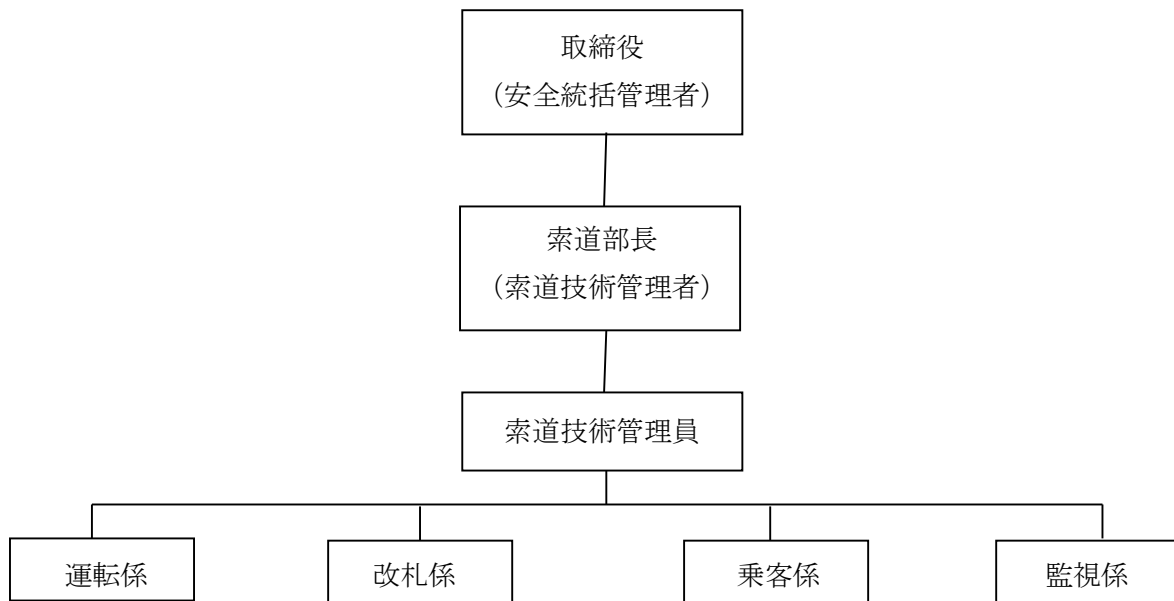 取締役
（安全統括管理者）
索道部長
（索道技術管理者）
索道技術管理員
運転係
改札係
乗客係
監視係